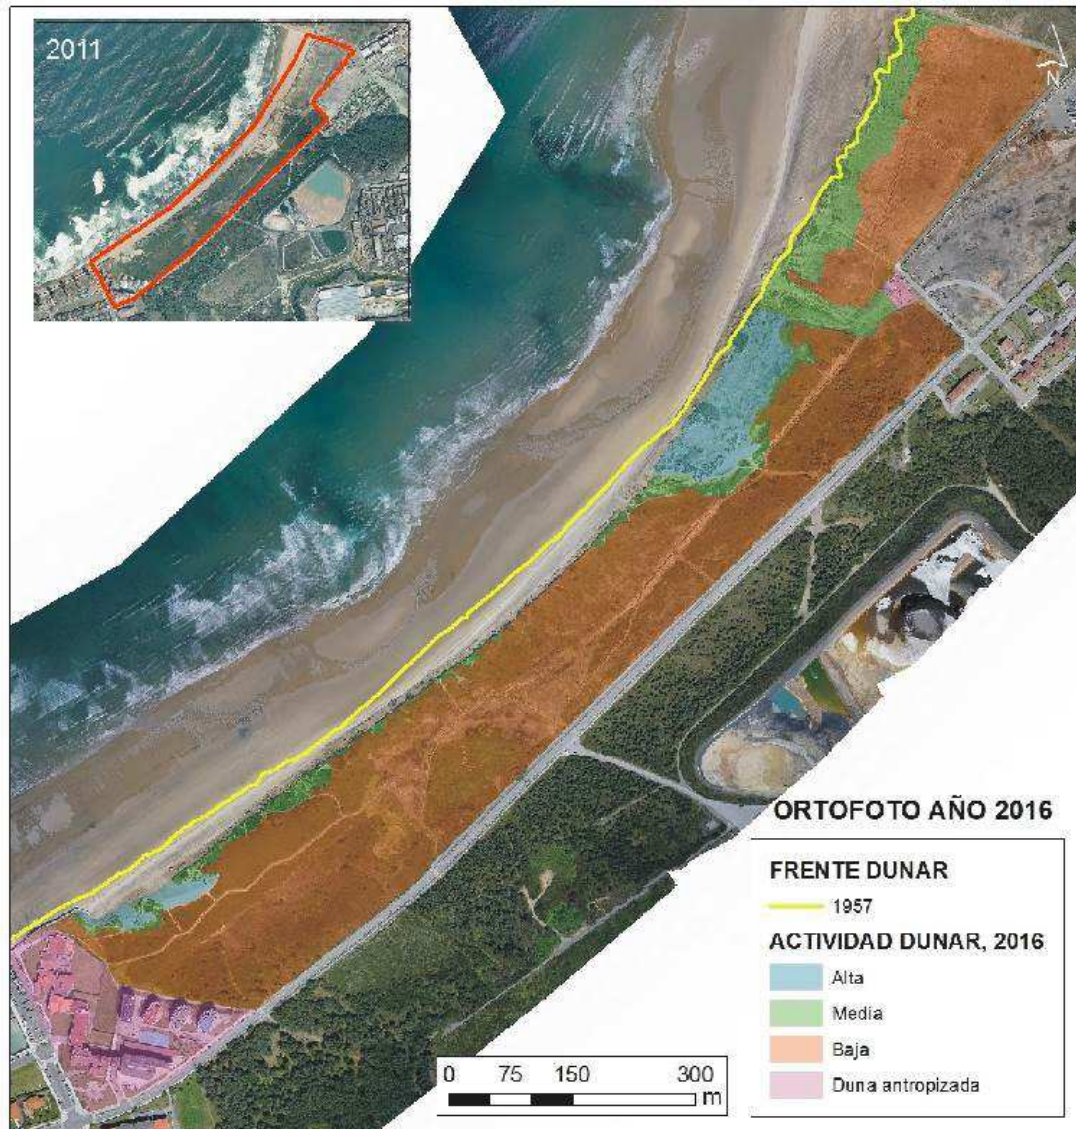 2011
N
ORTOFOTO AÑO 2016
FRENTE DUNAR
1957
ACTIVIDAD DUNAR, 2016
Alta
Media
Baja
Duna antropizada
0 75 150 300
m